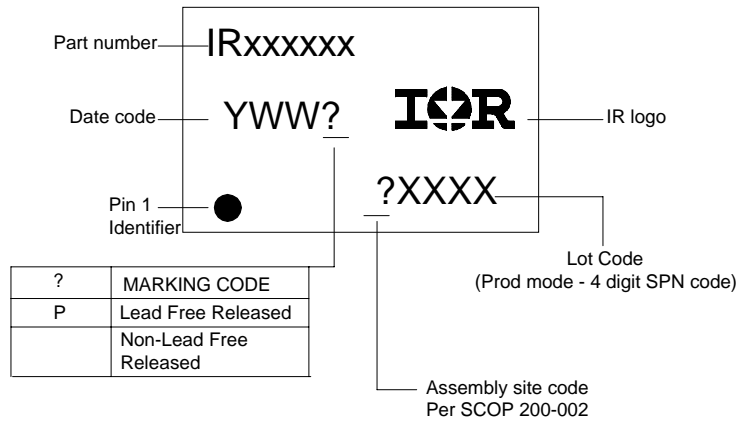 Part number
IRxxxxxx
Date code
YWW?
IOR
IR logo
?XXXX
Pin 1
Identifier
Lot Code
(Prod mode - 4 digit SPN code)
? MARKING CODE
P Lead Free Released
Non-Lead Free
Released
Assembly site code
Per SCOP 200-002